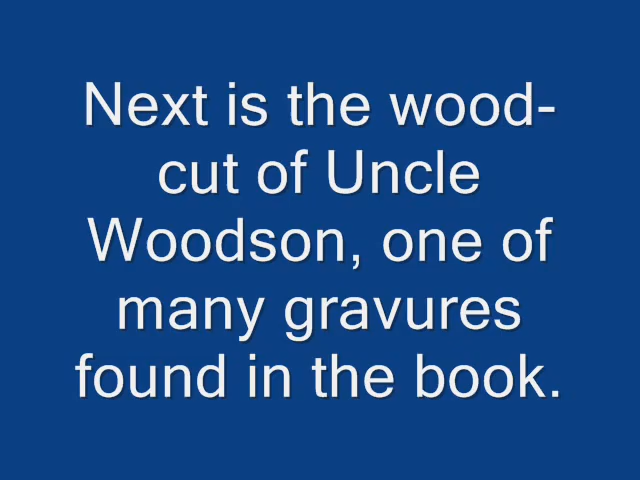 Next is the wood-
cut of Uncle
Woodson, one of
many gravures
found in the book.